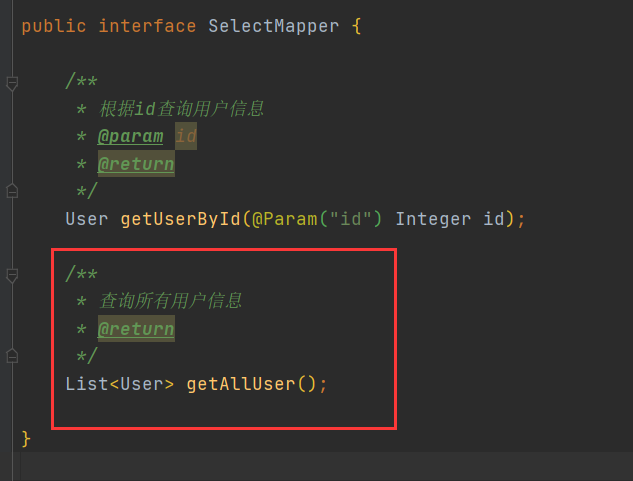 public interface SelectMapper {
/**
* 根据id查询用户信息
* @param id
* @return
*/
User getUserById(@Param("id") Integer id);
/**
* 查询所有用户信息
* @return
*/
List<User> getAllUser();
}